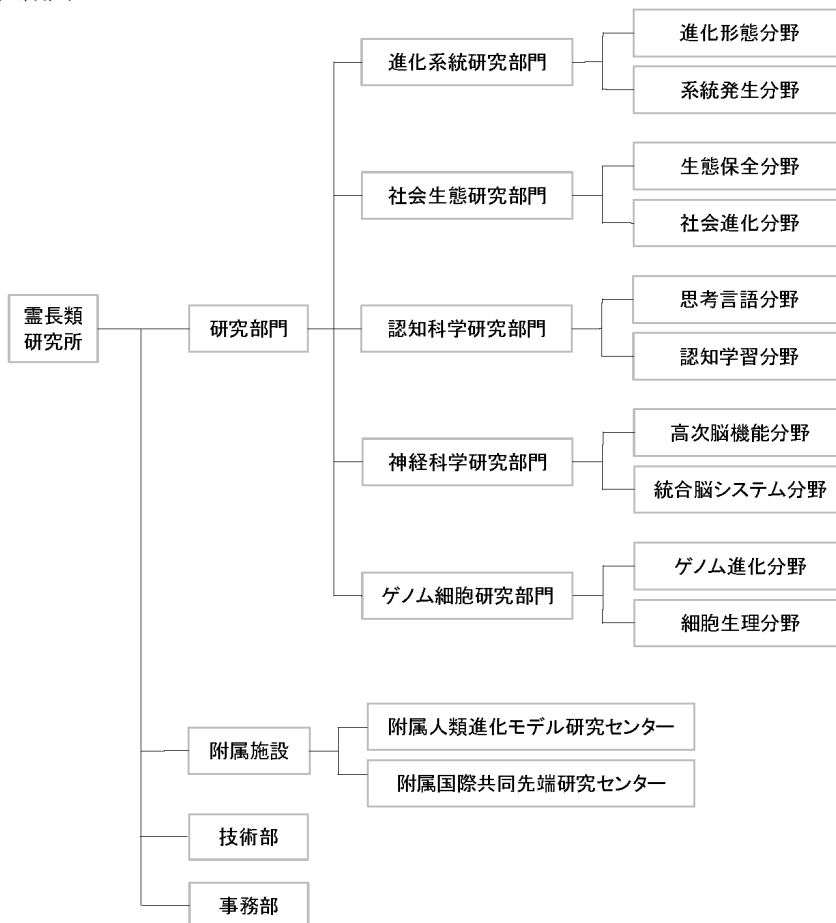 霊長類
研究所
研究部門
進化系統研究部門
進化形態分野
系統発生分野
社会生態研究部門
生態保全分野
社会進化分野
認知科学研究部門
思考言語分野
認知学習分野
神経科学研究部門
高次脳機能分野
統合脳システム分野
ゲノム細胞研究部門
ゲノム進化分野
細胞生理分野
附属施設
附属人類進化モデル研究センター
附属国際共同先端研究センター
技術部
事務部